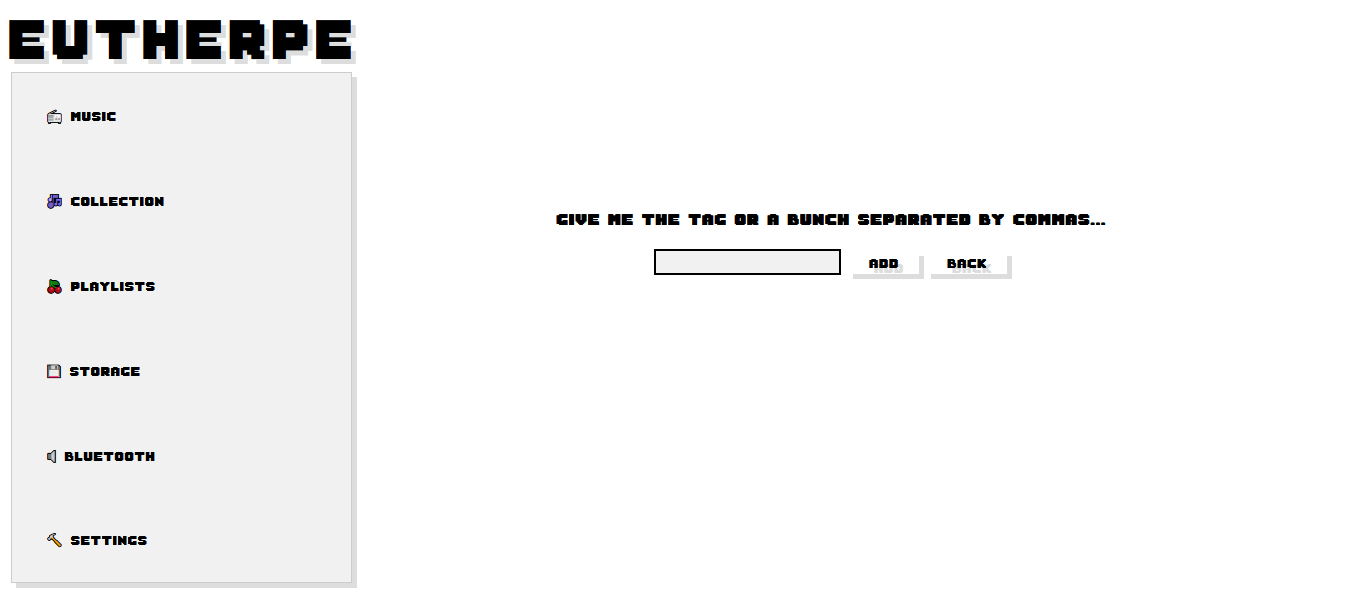 EUTHERPE
MUSIC
COLLECTION
PLAYLISTS
STORAGE
BLUETOOTH
SETTINGS
GIVE ME THE TAG OR A BUNCH SEPARATED BY COMMAS...
ADD BACK